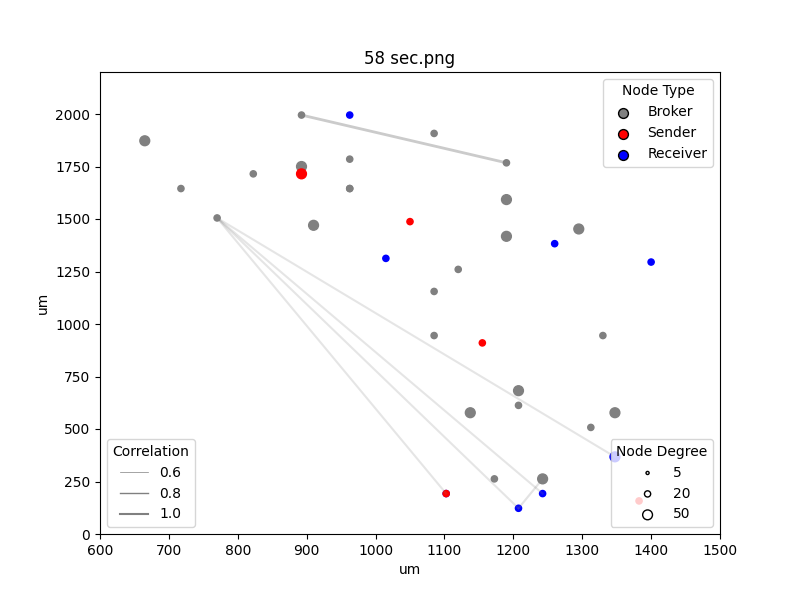 58 sec.png
um
2000
1750
1500
1250
1000
750
500
250
0
600 700 800 900 1000 1100 1200 1300 1400 1500
um
Node Type
Broker
Sender
Receiver
Correlation
0.6
0.8
1.0
Node Degree
5
20
50